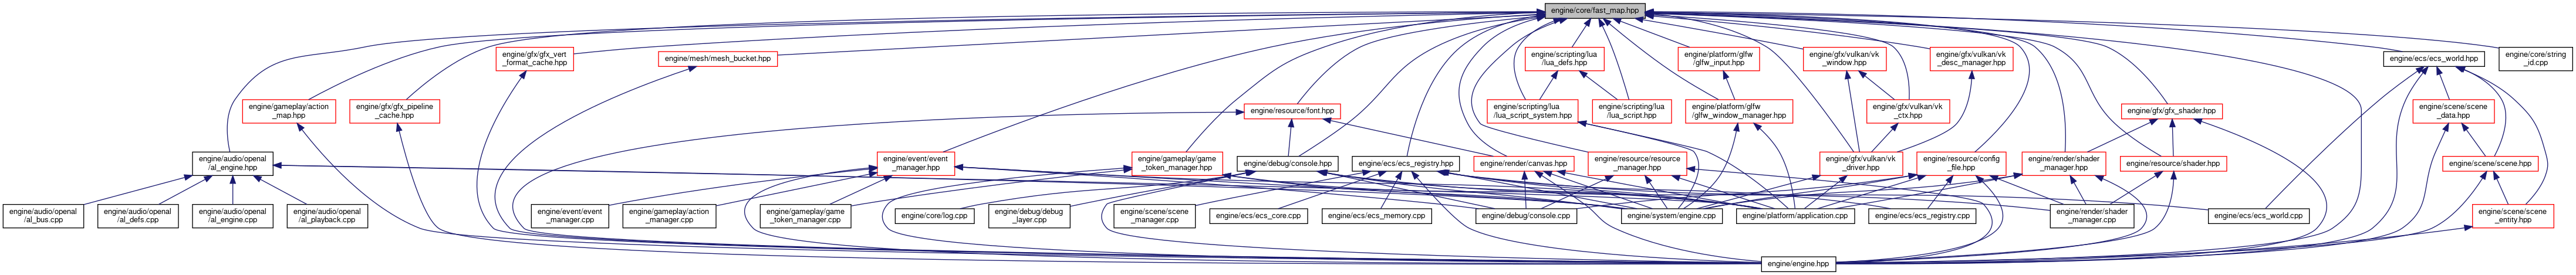 engine/core/fast_map.hpp
engine/gfx/gfx_vert
_format_cache.hpp
engine/mesh/mesh_bucket.hpp
engine/scripting/lua
/lua_defs.hpp
engine/platform/glfw
/glfw_input.hpp
engine/gfx/vulkan/vk
_window.hpp
engine/gfx/vulkan/vk
_desc_manager.hpp
engine/ecs/ecs_world.hpp
engine/core/string
_id.cpp
engine/gameplay/action
_map.hpp
engine/gfx/gfx_pipeline
_cache.hpp
engine/resource/font.hpp
engine/scripting/lua
/lua_script_system.hpp
engine/scripting/lua
/lua_script.hpp
engine/platform/glfw
/glfw_window_manager.hpp
engine/gfx/vulkan/vk
_ctx.hpp
engine/gfx/gfx_shader.hpp
engine/scene/scene
_data.hpp
engine/audio/openal
/al_engine.hpp
engine/event/event
_manager.hpp
engine/gameplay/game
_token_manager.hpp
engine/debug/console.hpp
engine/ecs/ecs_registry.hpp
engine/render/canvas.hpp
engine/resource/resource
_manager.hpp
engine/gfx/vulkan/vk
_driver.hpp
engine/resource/config
_file.hpp
engine/render/shader
_manager.hpp
engine/resource/shader.hpp
engine/scene/scene.hpp
engine/audio/openal
/al_bus.cpp
engine/audio/openal
/al_defs.cpp
engine/audio/openal
/al_engine.cpp
engine/audio/openal
/al_playback.cpp
engine/event/event
_manager.cpp
engine/gameplay/action
_manager.cpp
engine/gameplay/game
_token_manager.cpp
engine/core/log.cpp
engine/debug/debug
_layer.cpp
engine/scene/scene
_manager.cpp
engine/ecs/ecs_core.cpp
engine/ecs/ecs_memory.cpp
engine/debug/console.cpp
engine/system/engine.cpp
engine/platform/application.cpp
engine/ecs/ecs_registry.cpp
engine/render/shader
_manager.cpp
engine/ecs/ecs_world.cpp
engine/scene/scene
_entity.hpp
engine/engine.hpp